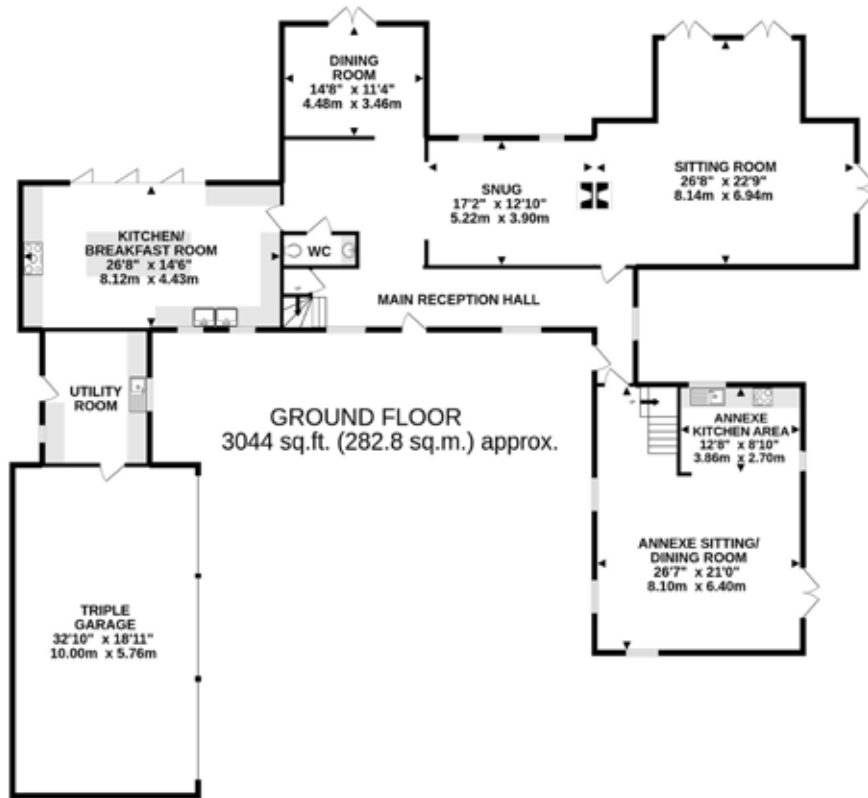 DINING
ROOM
14'8" x 11'4"
4.48m x 3.46m
SITTING ROOM
26'8" x 22'9"
8.14m x 6.94m
SNUG
17'2" x 12'10"
5.22m x 3.90m
KITCHEN/
BREAKFAST ROOM
26'8" x 14'6"
8.12m x 4.43m
WC
MAIN RECEPTION HALL
UTILITY
ROOM
GROUND FLOOR
3044 sq.ft. (282.8 sq.m.) approx.
ANNEXE
KITCHEN AREA
12'8" x 8'10"
3.86m x 2.70m
ANNEXE SITTING/
DINING ROOM
26'7" x 21'0"
8.10m x 6.40m
TRIPLE
GARAGE
32'10" x 18'11"
10.00m x 5.76m